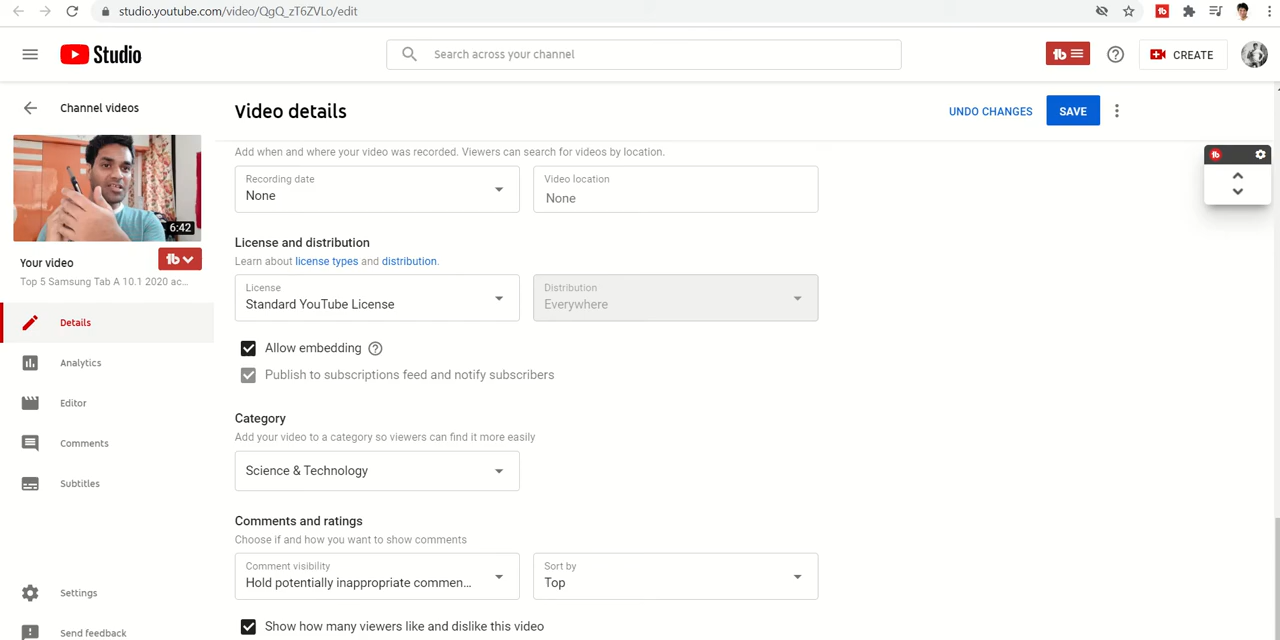 studio.youtube.com/video/QgQ_zT6ZVLo/edit
Studio
Search across your channel
CREATE
Channel videos
Video details
UNDO CHANGES
SAVE
Add when and where your video was recorded. Viewers can search for videos by location.
Recording date
None
Video location
None
6:42
Your video
Top 5 Samsung Tab A 10.1 2020 ac...
License and distribution
Learn about license types and distribution.
License
Standard YouTube License
Distribution
Everywhere
Details
Allow embedding
Analytics
Publish to subscriptions feed and notify subscribers
Editor
Category
Add your video to a category so viewers can find it more easily
Comments
Science & Technology
Subtitles
Comments and ratings
Choose if and how you want to show comments
Comment visibility
Hold potentially inappropriate commen...
Sort by
Top
Settings
Show how many viewers like and dislike this video
Send feedback